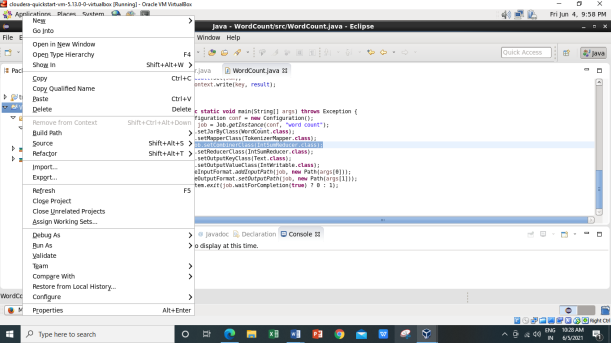 cloudera-quickstart-vm-5.13.0-0-virtualbox [Running] - Oracle VM VirtualBox
Applications Places System
Fri Jun 4, 9:58 PM
Java - WordCount/src/WordCount.java - Eclipse
Window Help
Quick Access
Java
WordCount.java
New
Go Into
Open in New Window
Open Type Hierarchy F4
Show In Shift+Alt+W
Copy Ctrl+C
Copy Qualified Name
Paste Ctrl+V
Delete Delete
Remove from Context Shift+Ctrl+Alt+Down
Build Path
Source Shift+Alt+S
Refactor Shift+Alt+T
Import...
Export...
Refresh F5
Close Project
Close Unrelated Projects
Assign Working Sets...
Debug As
Run As
Validate
Team
Compare With
Restore from Local History...
Configure
Properties Alt+Enter
ontext.write(key, result);
c static void main(String[] args) throws Exception {
figuration conf = new Configuration();
job = Job.getInstance(conf, "word count");
.setJarByClass(WordCount.class);
.setMapperClass(TokenizerMapper.class);
.setCombinerClass(IntSumReducer.class);
.setReducerClass(IntSumReducer.class);
.setOutputKeyClass(Text.class);
.setOutputValueClass(IntWritable.class);
eInputFormat.addInputPath(job, new Path(args[0]));
eOutputFormat.setOutputPath(job, new Path(args[1]));
tem.exit(job.waitForCompletion(true) ? 0 : 1);
Javadoc Declaration Console
o display at this time.
WordCo
Right Ctrl
Type here to search
ENG
IN
10:28 AM
6/5/2021